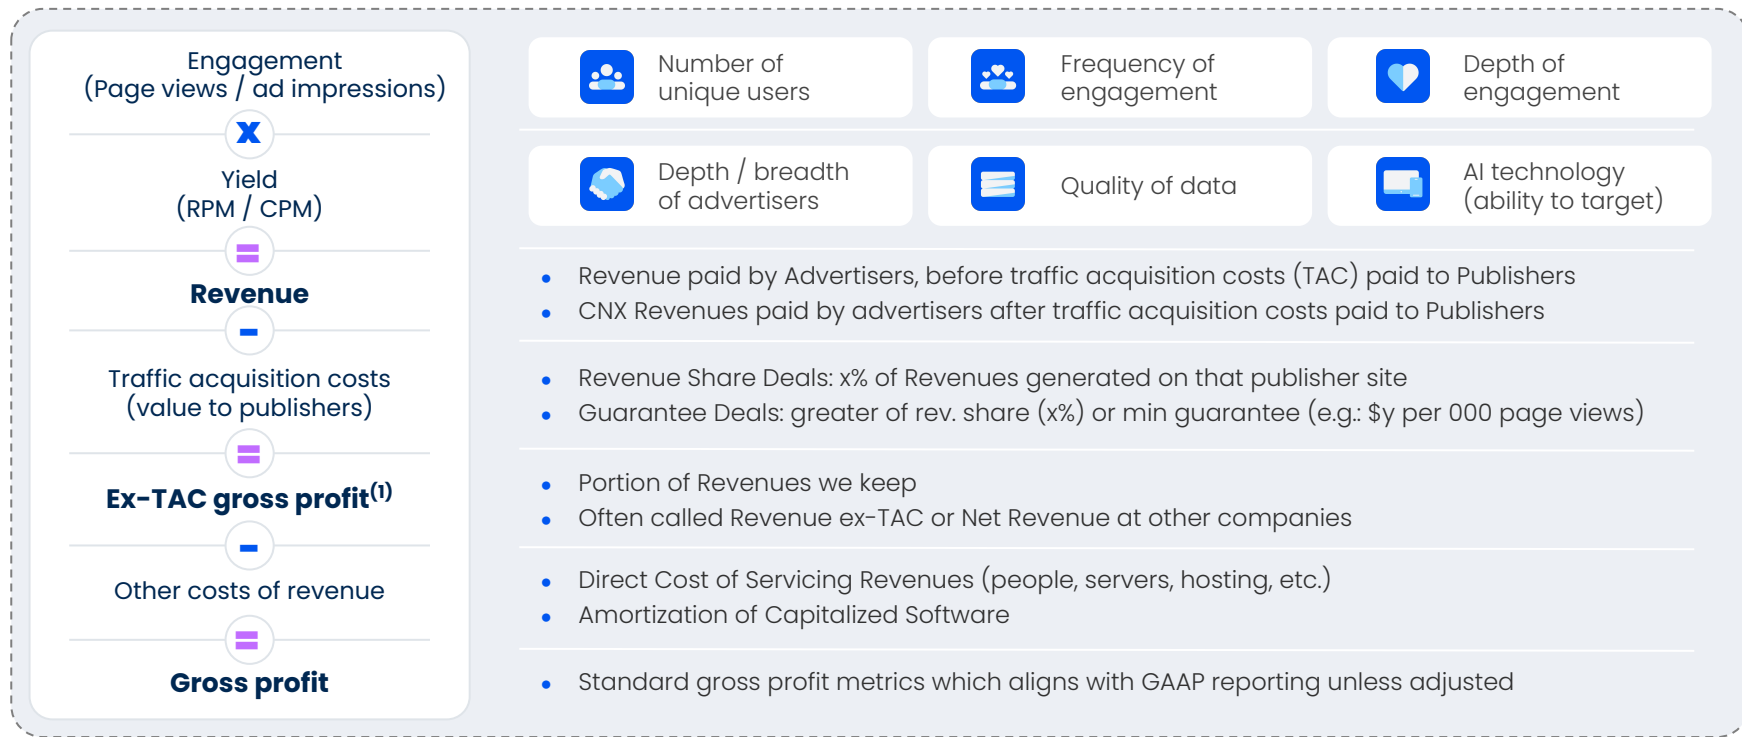 Engagement
(Page views / ad impressions)
x
Yield
(RPM / CPM)
=
Revenue
-
Traffic acquisition costs
(value to publishers)
=
Ex-TAC gross profit(1)
-
Other costs of revenue
=
Gross profit
Number of
unique users
Frequency of
engagement
Depth of
engagement
Depth / breadth
of advertisers
Quality of data
AI technology
(ability to target)
• Revenue paid by Advertisers, before traffic acquisition costs (TAC) paid to Publishers
• CNX Revenues paid by advertisers after traffic acquisition costs paid to Publishers
• Revenue Share Deals: x% of Revenues generated on that publisher site
• Guarantee Deals: greater of rev. share (x%) or min guarantee (e.g.: $y per 000 page views)
• Portion of Revenues we keep
• Often called Revenue ex-TAC or Net Revenue at other companies
• Direct Cost of Servicing Revenues (people, servers, hosting, etc.)
• Amortization of Capitalized Software
• Standard gross profit metrics which aligns with GAAP reporting unless adjusted